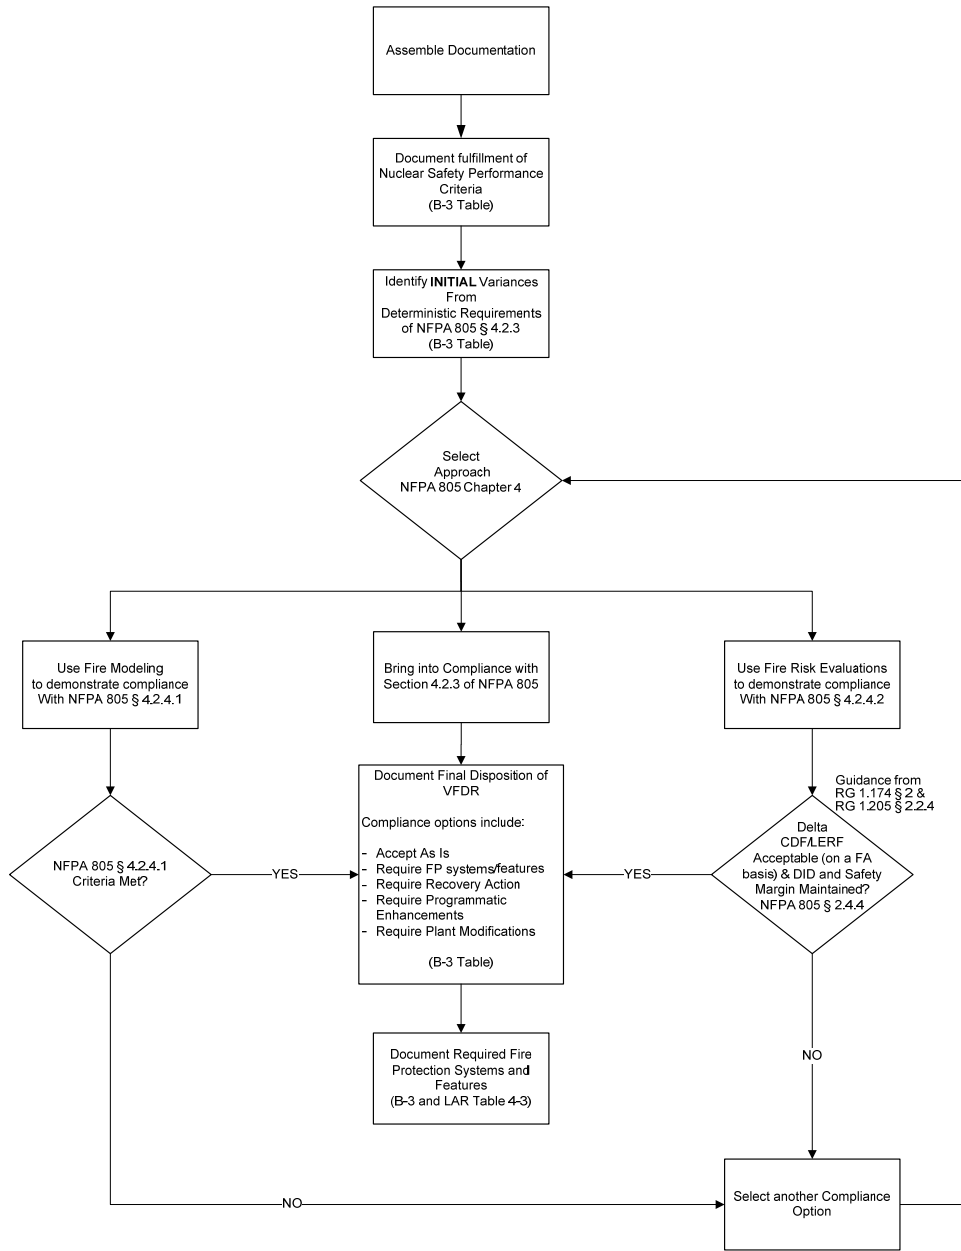 Assemble Documentation
Document fulfillment of
Nuclear Safety Performance
Criteria
(B-3 Table)
Identify INITIAL Variances
From
Deterministic Requirements
of NFPA 805 § 4.2.3
(B-3 Table)
Select
Approach
NFPA 805 Chapter 4
Use Fire Modeling
to demonstrate compliance
With NFPA 805 § 4.2.4.1
Bring into Compliance with
Section 4.2.3 of NFPA 805
Use Fire Risk Evaluations
to demonstrate compliance
With NFPA 805 § 4.2.4.2
Guidance from
RG 1.174 § 2 &
RG 1.205 § 2.2.4
NFPA 805 § 4.2.4.1
Criteria Met?
YES
Document Final Disposition of
VFDR
Compliance options include:
- Accept As Is
- Require FP systems/features
- Require Recovery Action
- Require Programmatic
Enhancements
- Require Plant Modifications
(B-3 Table)
YES
Delta
CDF/LERF
Acceptable (on a FA
basis) & DID and Safety
Margin Maintained?
NFPA 805 § 2.4.4
Document Required Fire
Protection Systems and
Features
(B-3 and LAR Table 4-3)
NO
NO
Select another Compliance
Option